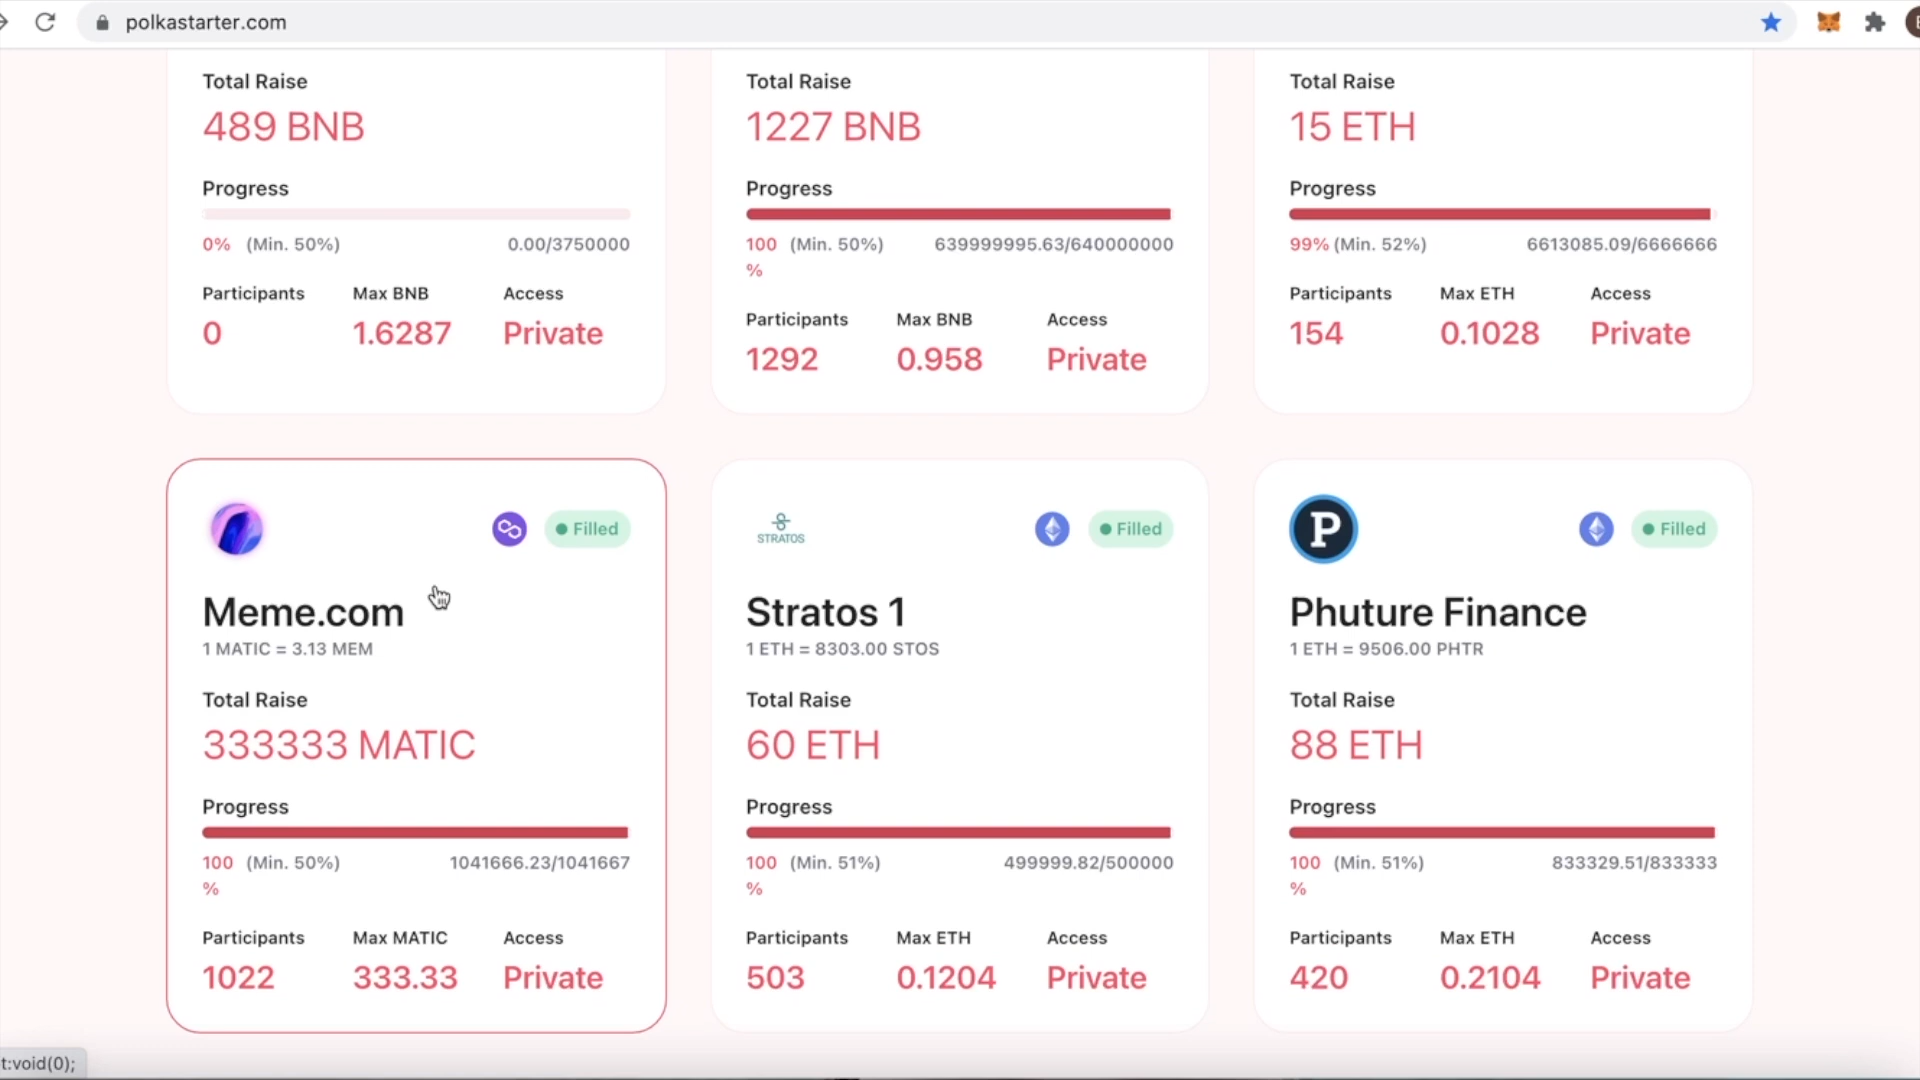 polkastarter.com
Total Raise
489 BNB
Progress
0% (Min. 50%) 0.00/3750000
Participants Max BNB Access
0 1.6287 Private
Total Raise
1227 BNB
Progress
100 (Min. 50%) 639999995.63/640000000
%
Participants Max BNB Access
1292 0.958 Private
Total Raise
15 ETH
Progress
99% (Min. 52%) 6613085.09/6666666
Participants Max ETH Access
154 0.1028 Private
Filled
Meme.com
1 MATIC = 3.13 MEM
Total Raise
333333 MATIC
Progress
100 (Min. 50%) 1041666.23/1041667
%
Participants Max MATIC Access
1022 333.33 Private
STRATOS
Filled
Stratos 1
1 ETH = 8303.00 STOS
Total Raise
60 ETH
Progress
100 (Min. 51%) 499999.82/500000
%
Participants Max ETH Access
503 0.1204 Private
P
Filled
Phuture Finance
1 ETH = 9506.00 PHTR
Total Raise
88 ETH
Progress
100 (Min. 51%) 833329.51/833333
%
Participants Max ETH Access
420 0.2104 Private
t:void(0);